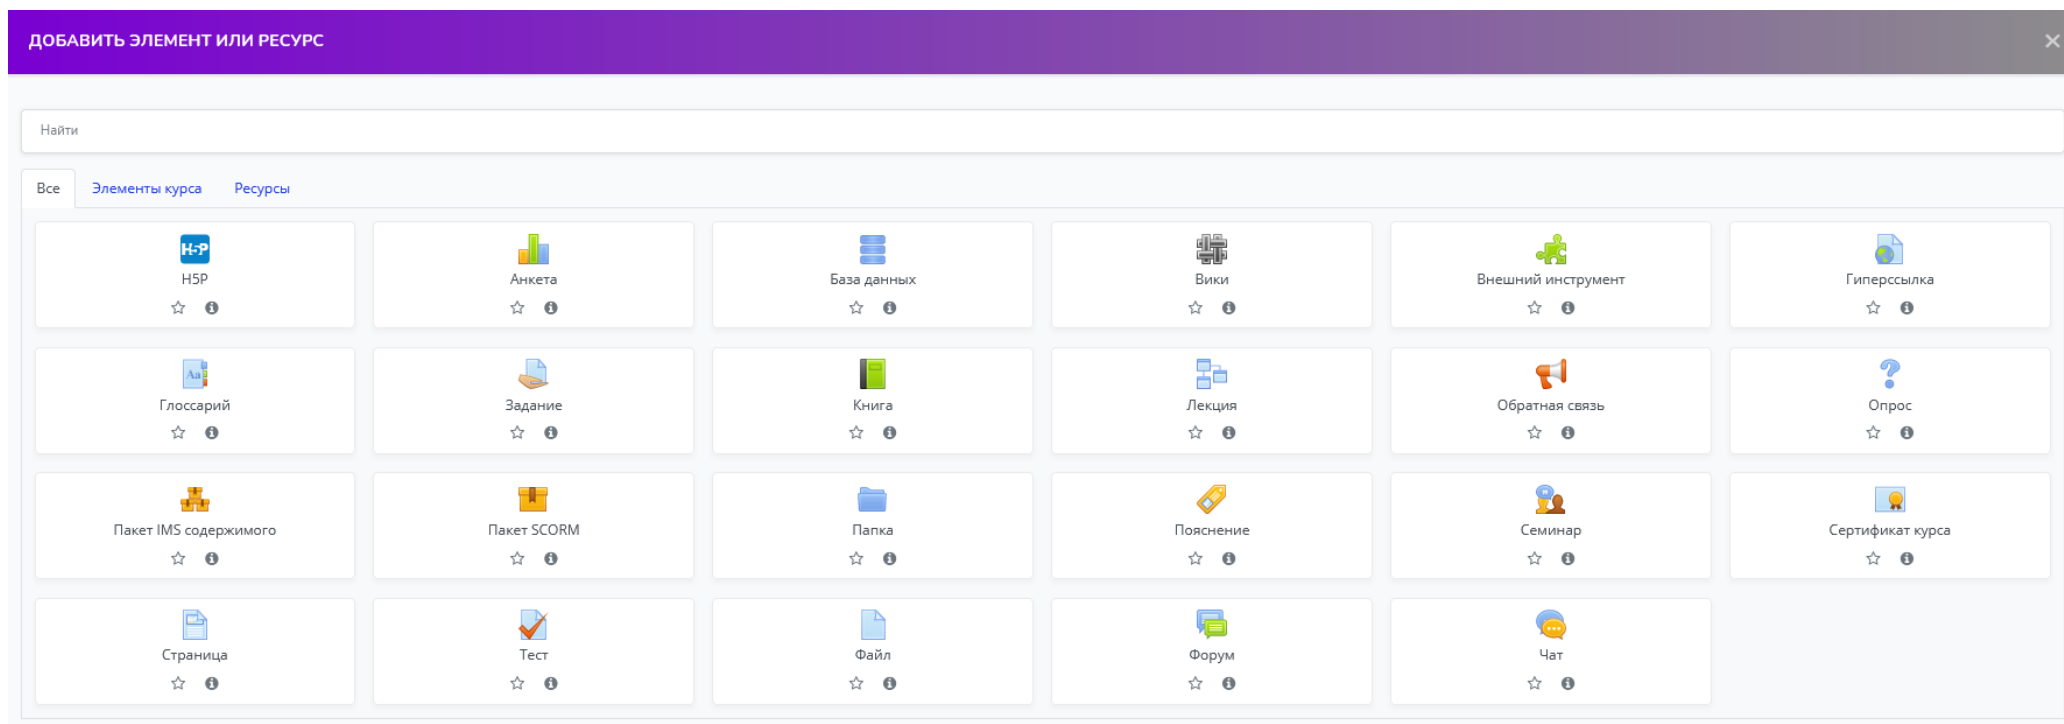 ДОБАВИТЬ ЭЛЕМЕНТ ИЛИ РЕСУРС
Найти
Все Элементы курса Ресурсы
H5P
H5P Анкета База данных Вики Внешний инструмент Гиперссылка
Aa
Глоссарий Задание Книга Лекция Обратная связь Опрос
Пакет IMS содержимого Пакет SCORM Папка Пояснение Семинар Сертификат курса
Страница Тест Файл Форум Чат